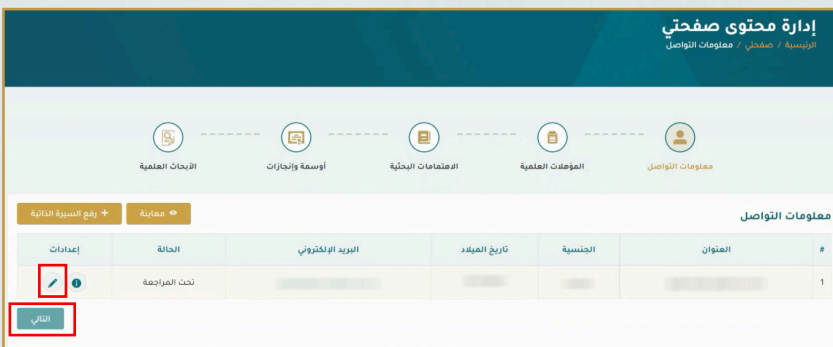 إدارة محتوى صفحتي
الرئيسية / صفحتي / معلومات التواصل
معلومات التواصل
المؤهلات العلمية
الاهتمامات البحثية
أوسمة وإنجازات
الأبحاث العلمية
معلومات التواصل
معاينة
+ رفع السيرة الذاتية
# العنوان الجنسية تاريخ الميلاد البريد الإلكتروني الحالة إعدادات
1 تحت المراجعة
التالي